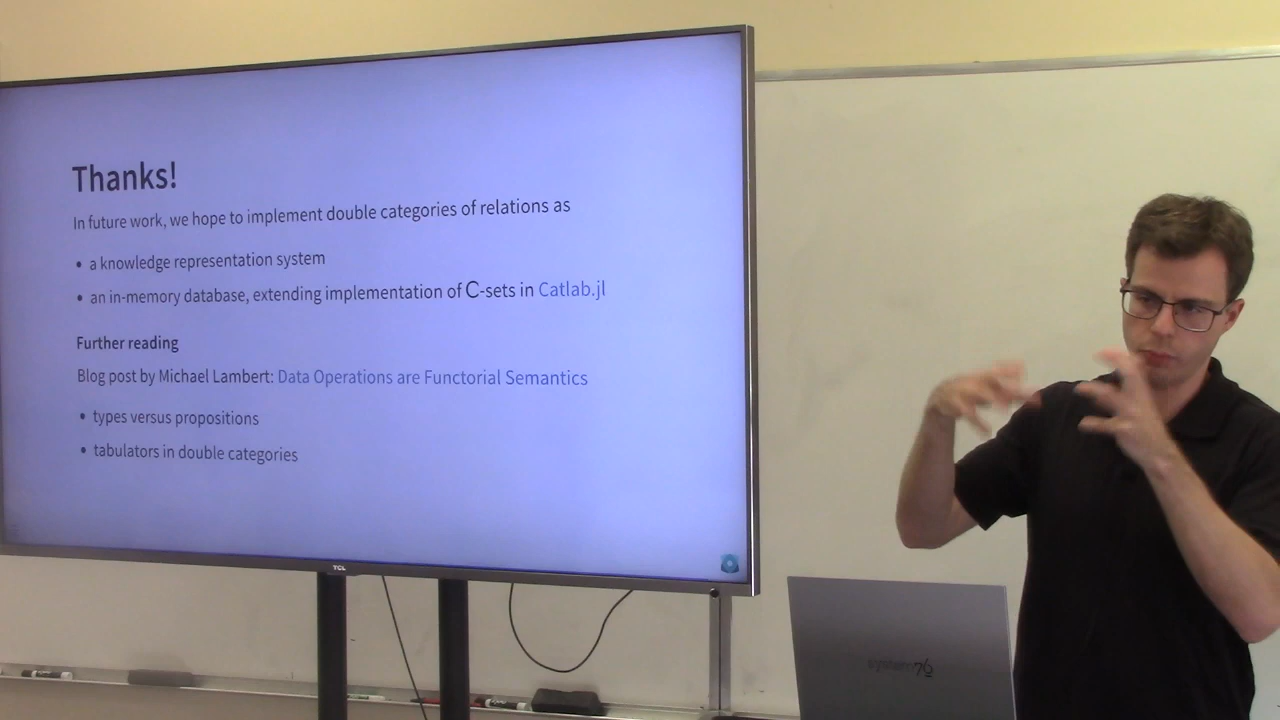 Thanks!
In future work, we hope to implement double categories of relations as
• a knowledge representation system
• an in-memory database, extending implementation of C-sets in Catlab.jl
Further reading
Blog post by Michael Lambert: Data Operations are Functorial Semantics
• types versus propositions
• tabulators in double categories
TCL
system76